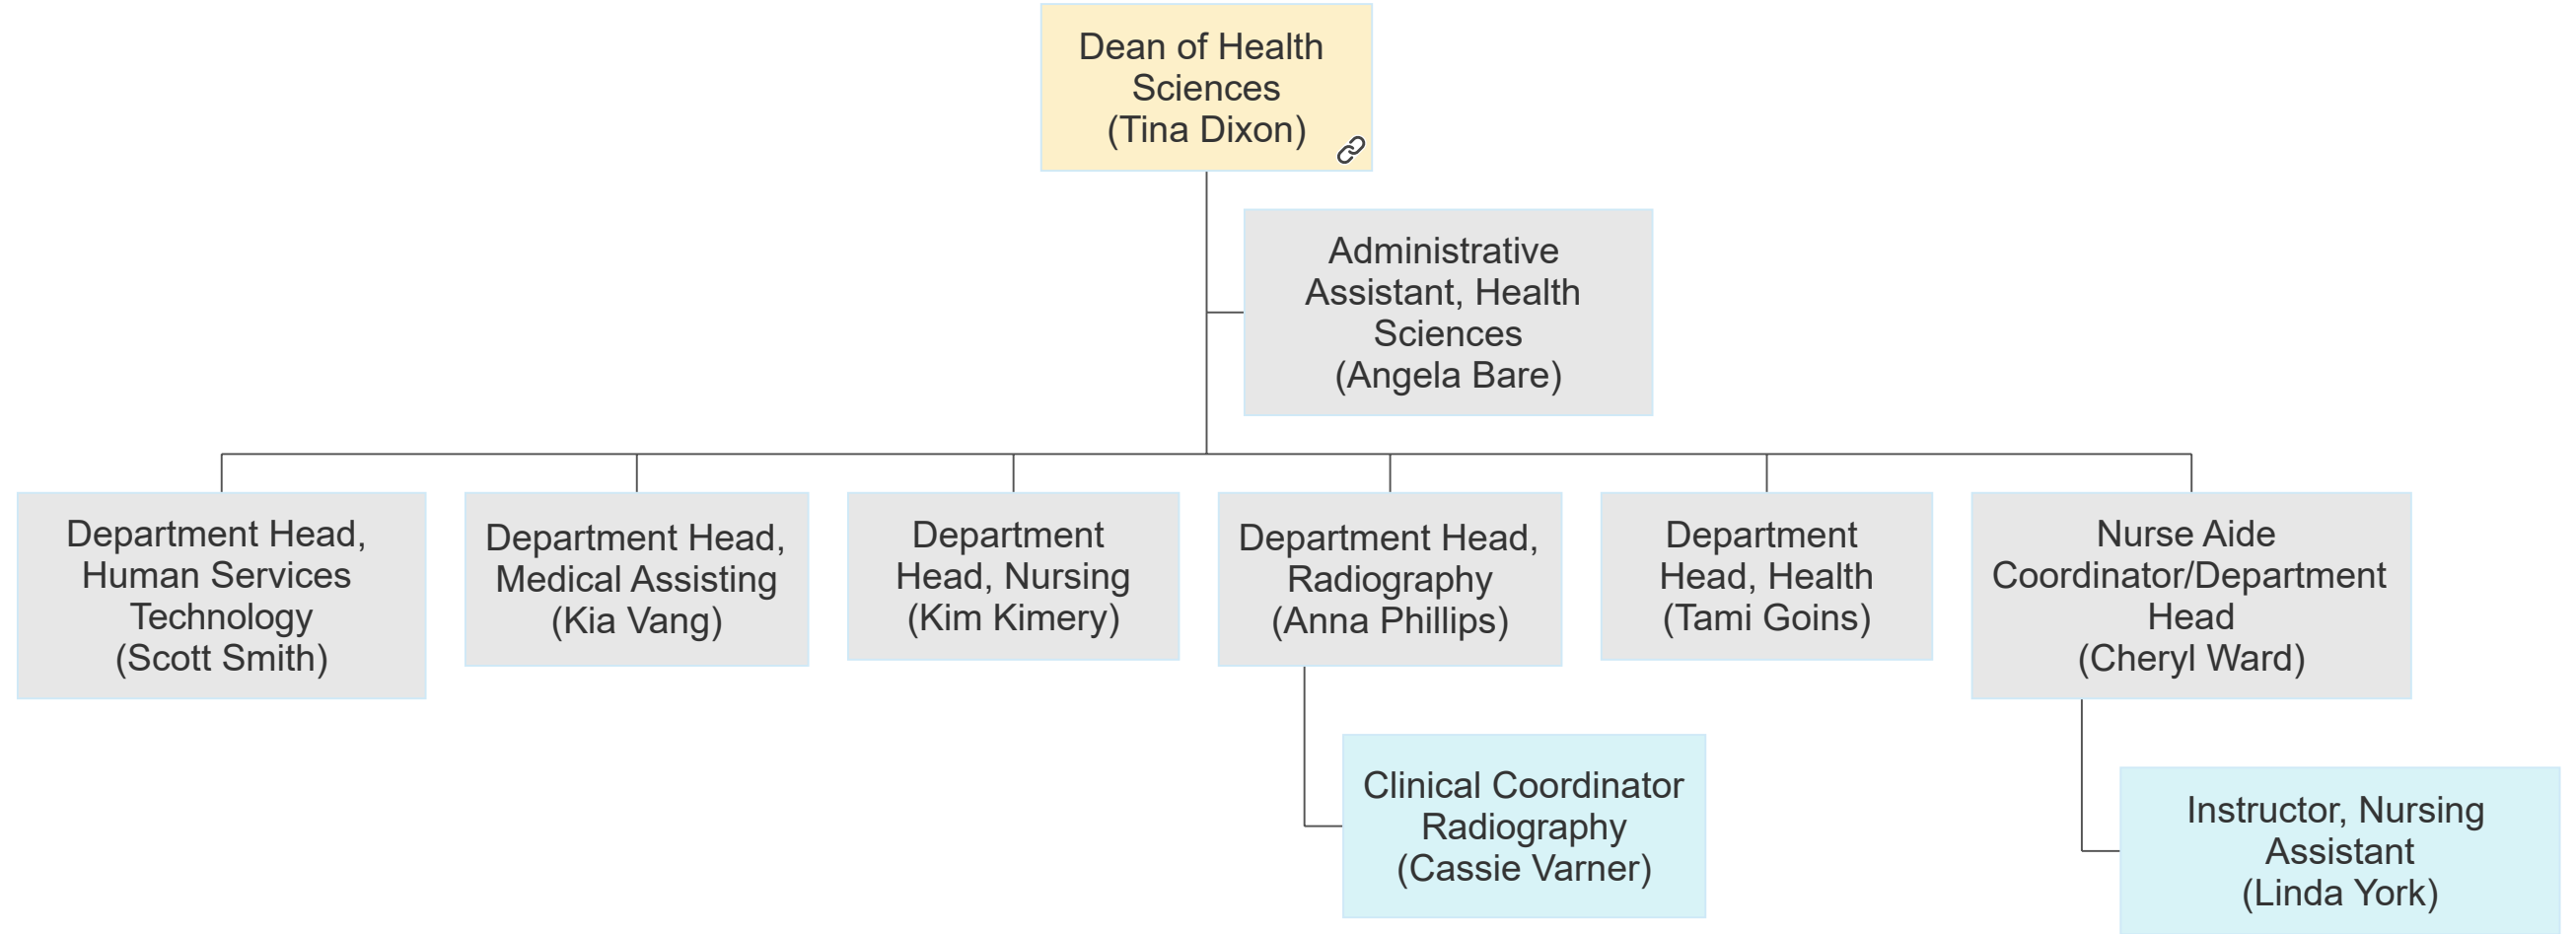 Dean of Health
Sciences
(Tina Dixon)
Administrative
Assistant, Health
Sciences
(Angela Bare)
Department Head,
Human Services
Technology
(Scott Smith)
Department Head,
Medical Assisting
(Kia Vang)
Department
Head, Nursing
(Kim Kimery)
Department Head,
Radiography
(Anna Phillips)
Department
Head, Health
(Tami Goins)
Nurse Aide
Coordinator/Department
Head
(Cheryl Ward)
Clinical Coordinator
Radiography
(Cassie Varner)
Instructor, Nursing
Assistant
(Linda York)